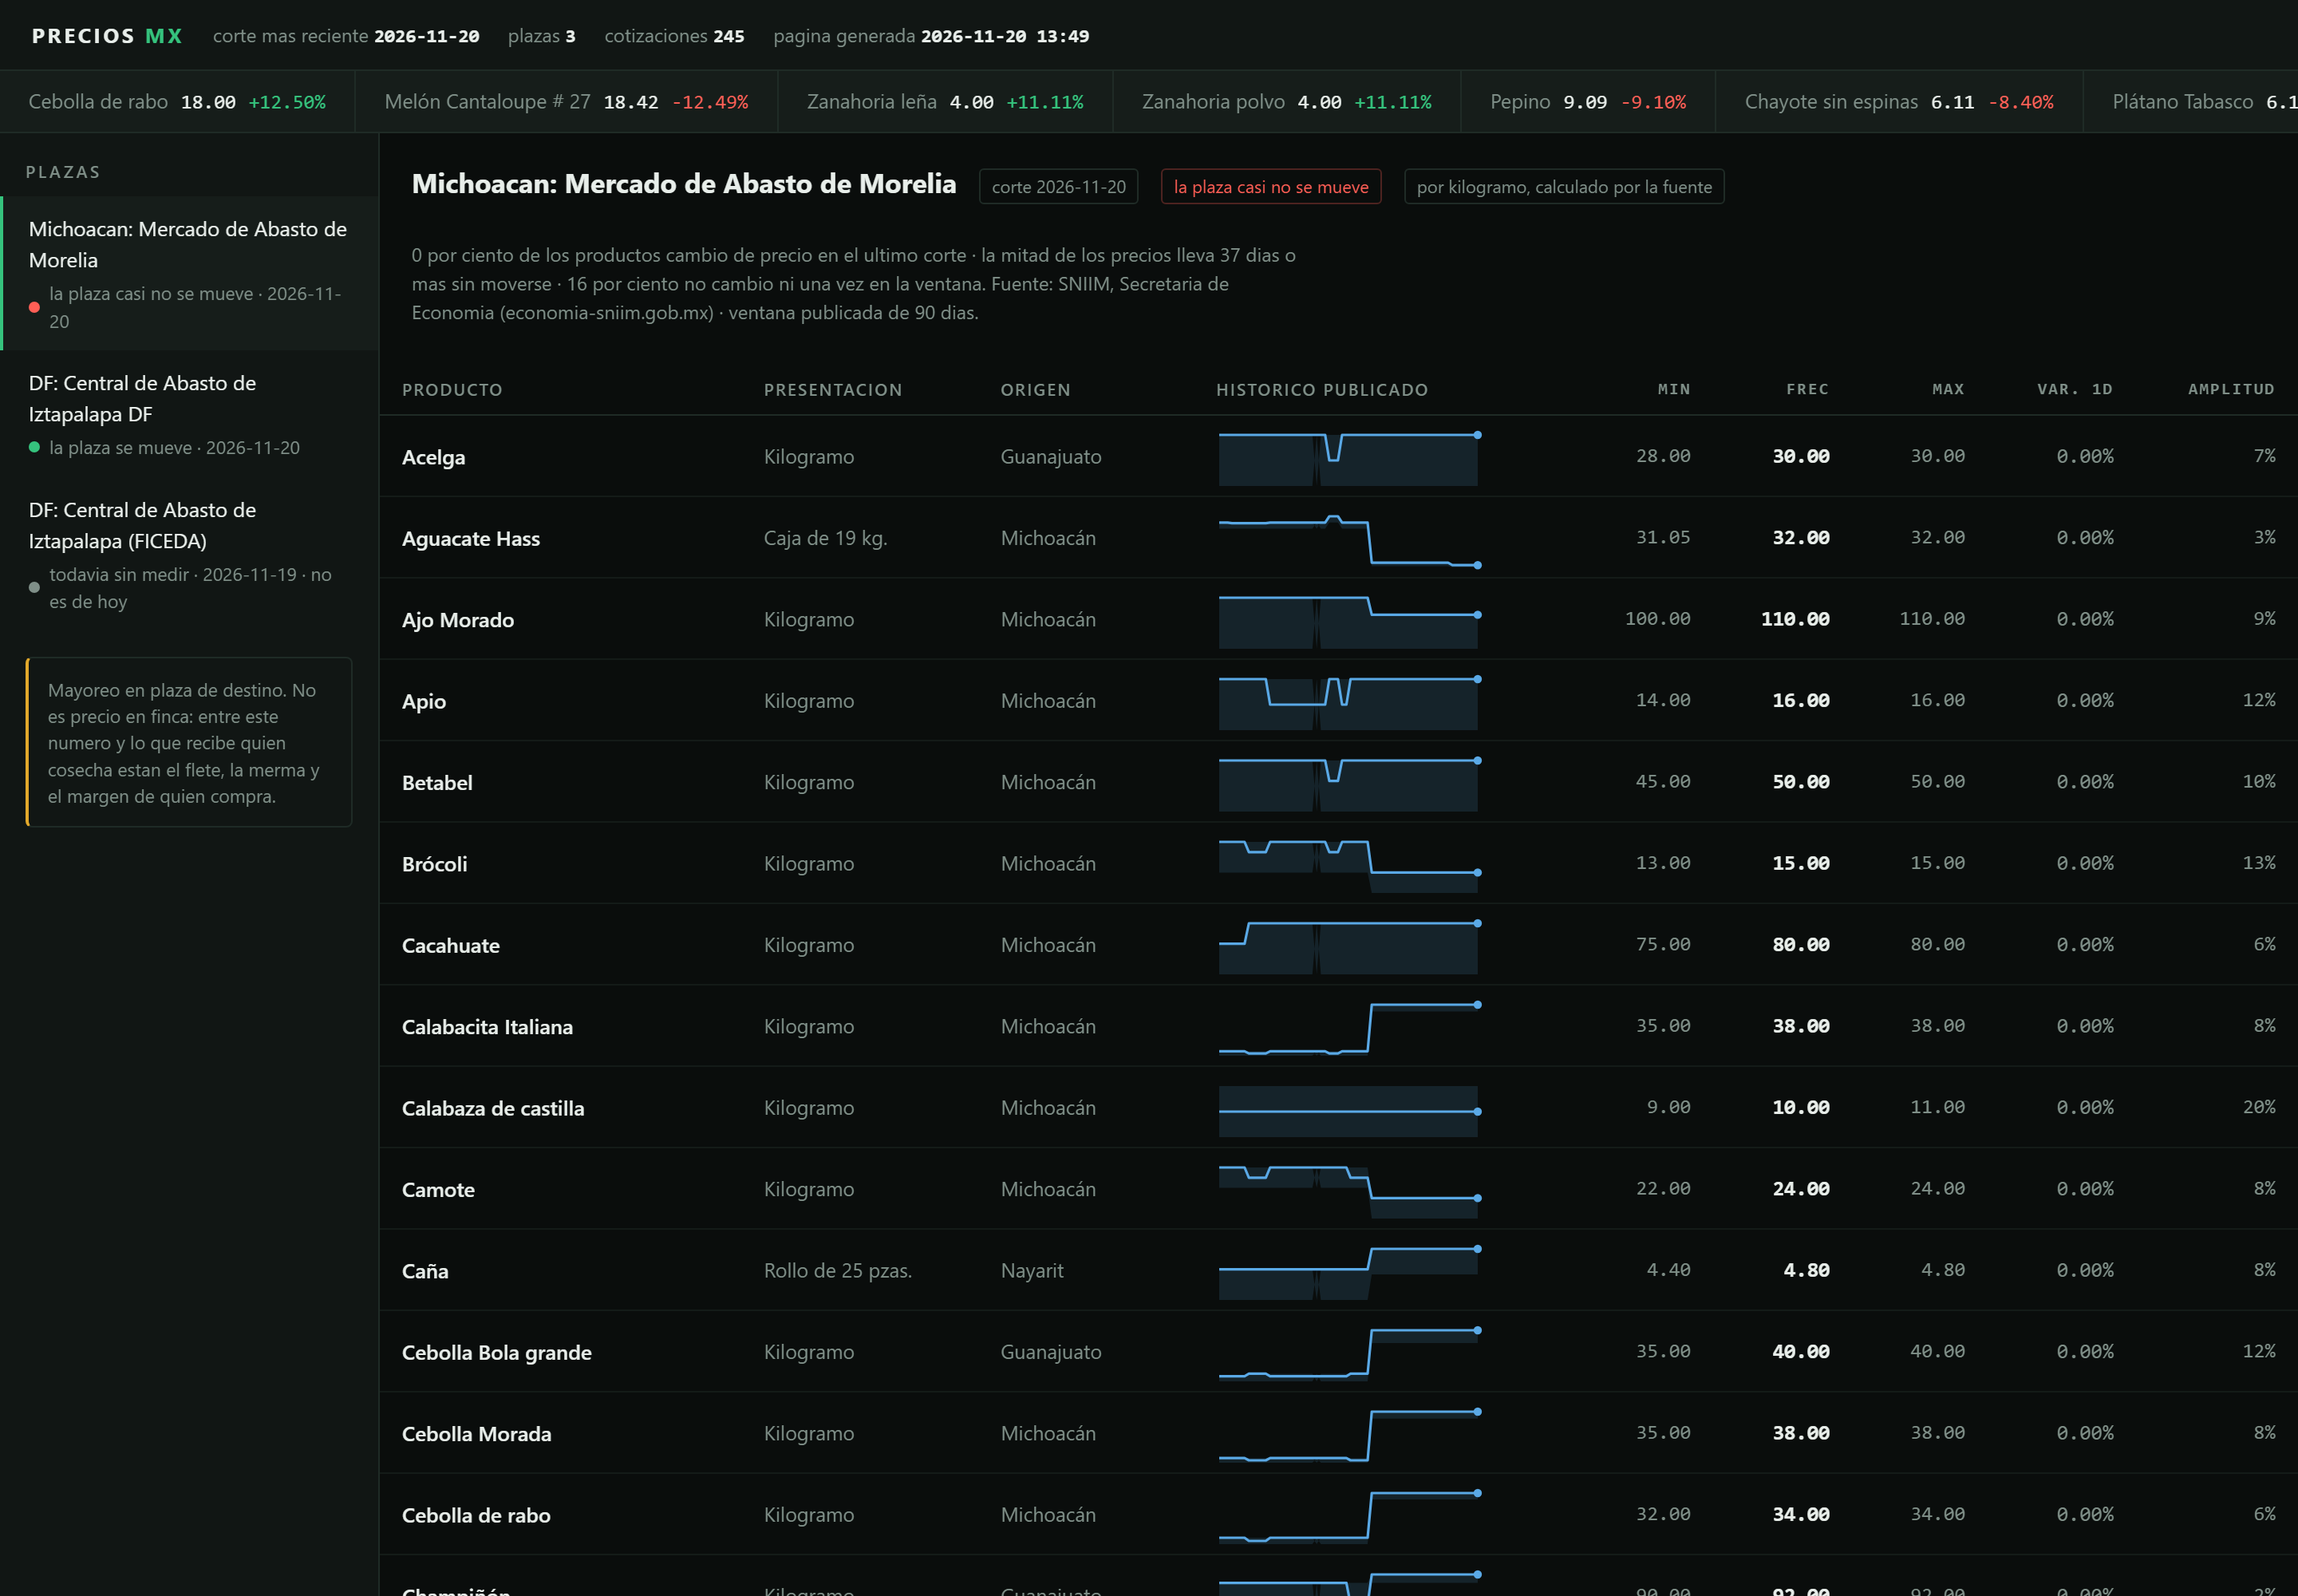 PRECIOS MX corte mas reciente 2026-11-20 plazas 3 cotizaciones 245 pagina generada 2026-11-20 13:49
Cebolla de rabo 18.00 +12.50% Melón Cantaloupe # 27 18.42 -12.49% Zanahoria leña 4.00 +11.11% Zanahoria polvo 4.00 +11.11% Pepino 9.09 -9.10% Chayote sin espinas 6.11 -8.40% Plátano Tabasco 6.1
PLAZAS
Michoacan: Mercado de Abasto de
Morelia
la plaza casi no se mueve · 2026-11-
20
DF: Central de Abasto de
Iztapalapa DF
la plaza se mueve · 2026-11-20
DF: Central de Abasto de
Iztapalapa (FICEDA)
todavia sin medir · 2026-11-19 · no
es de hoy
Mayoreo en plaza de destino. No
es precio en finca: entre este
numero y lo que recibe quien
cosecha estan el flete, la merma y
el margen de quien compra.
Michoacan: Mercado de Abasto de Morelia corte 2026-11-20 la plaza casi no se mueve por kilogramo, calculado por la fuente
0 por ciento de los productos cambio de precio en el ultimo corte · la mitad de los precios lleva 37 dias o
mas sin moverse · 16 por ciento no cambio ni una vez en la ventana. Fuente: SNIIM, Secretaria de
Economia (economia-sniim.gob.mx) · ventana publicada de 90 dias.
PRODUCTO PRESENTACION ORIGEN HISTORICO PUBLICADO MIN FREC MAX VAR. 1D AMPLITUD
Acelga Kilogramo Guanajuato 28.00 30.00 30.00 0.00% 7%
Aguacate Hass Caja de 19 kg. Michoacán 31.05 32.00 32.00 0.00% 3%
Ajo Morado Kilogramo Michoacán 100.00 110.00 110.00 0.00% 9%
Apio Kilogramo Michoacán 14.00 16.00 16.00 0.00% 12%
Betabel Kilogramo Michoacán 45.00 50.00 50.00 0.00% 10%
Brócoli Kilogramo Michoacán 13.00 15.00 15.00 0.00% 13%
Cacahuate Kilogramo Michoacán 75.00 80.00 80.00 0.00% 6%
Calabacita Italiana Kilogramo Michoacán 35.00 38.00 38.00 0.00% 8%
Calabaza de castilla Kilogramo Michoacán 9.00 10.00 11.00 0.00% 20%
Camote Kilogramo Michoacán 22.00 24.00 24.00 0.00% 8%
Caña Rollo de 25 pzas. Nayarit 4.40 4.80 4.80 0.00% 8%
Cebolla Bola grande Kilogramo Guanajuato 35.00 40.00 40.00 0.00% 12%
Cebolla Morada Kilogramo Michoacán 35.00 38.00 38.00 0.00% 8%
Cebolla de rabo Kilogramo Michoacán 32.00 34.00 34.00 0.00% 6%
Champiñón Kilogramo Guanajuato 90.00 92.00 92.00 0.00% 2%